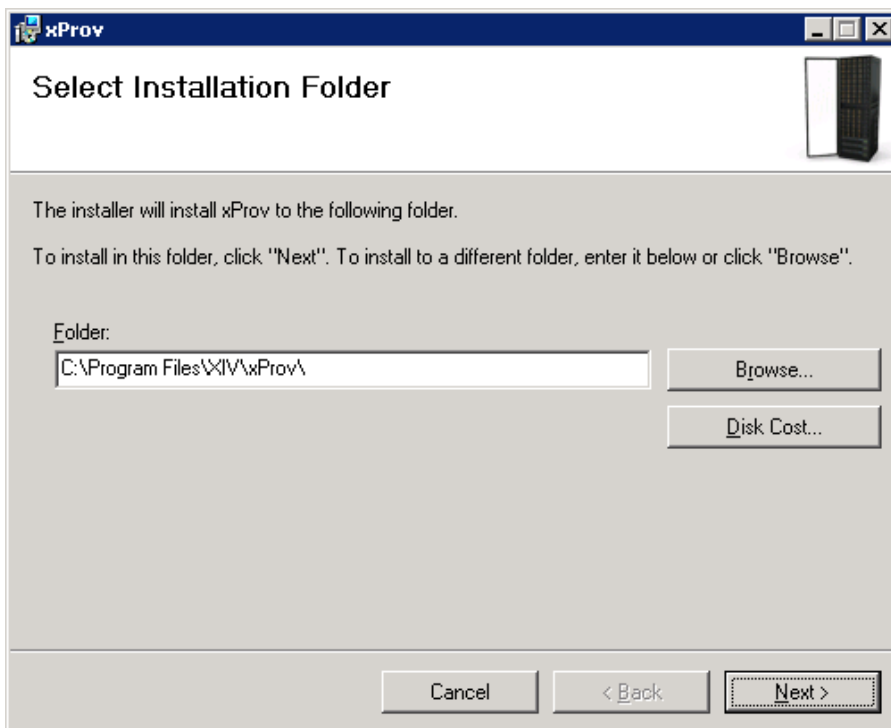 xProv
Select Installation Folder
The installer will install xProv to the following folder.
To install in this folder, click "Next". To install to a different folder, enter it below or click "Browse".
Folder:
C:\Program Files\XIV\xProv\
Browse...
Disk Cost...
Cancel
< Back
Next >